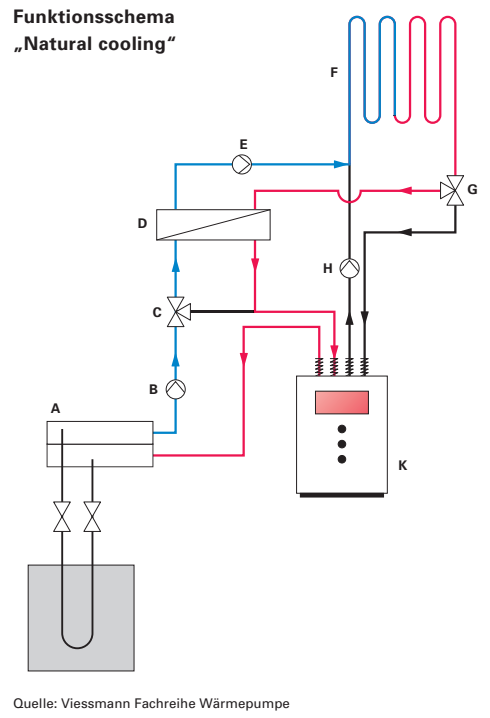 Funktionsschema
„Natural cooling“
F
E
G
D
H
C
B
A
K
Quelle: Viessmann Fachreihe Wärmepumpe